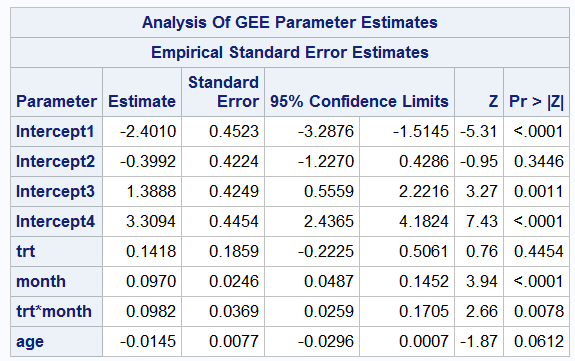 Analysis Of GEE Parameter Estimates
Empirical Standard Error Estimates
Parameter Estimate Standard Error 95% Confidence Limits Z Pr > |Z|
Intercept1 -2.4010 0.4523 -3.2876 -1.5145 -5.31 <.0001
Intercept2 -0.3992 0.4224 -1.2270 0.4286 -0.95 0.3446
Intercept3 1.3888 0.4249 0.5559 2.2216 3.27 0.0011
Intercept4 3.3094 0.4454 2.4365 4.1824 7.43 <.0001
trt 0.1418 0.1859 -0.2225 0.5061 0.76 0.4454
month 0.0970 0.0246 0.0487 0.1452 3.94 <.0001
trt*month 0.0982 0.0369 0.0259 0.1705 2.66 0.0078
age -0.0145 0.0077 -0.0296 0.0007 -1.87 0.0612